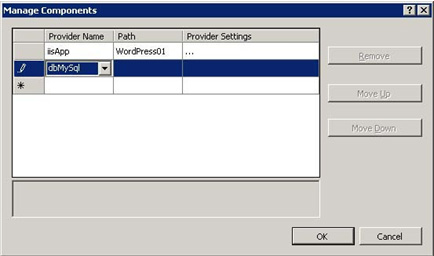 Manage Components
Provider Name Path Provider Settings
iisApp WordPress01 ...
dbMySql
Remove
Move Up
Move Down
OK Cancel